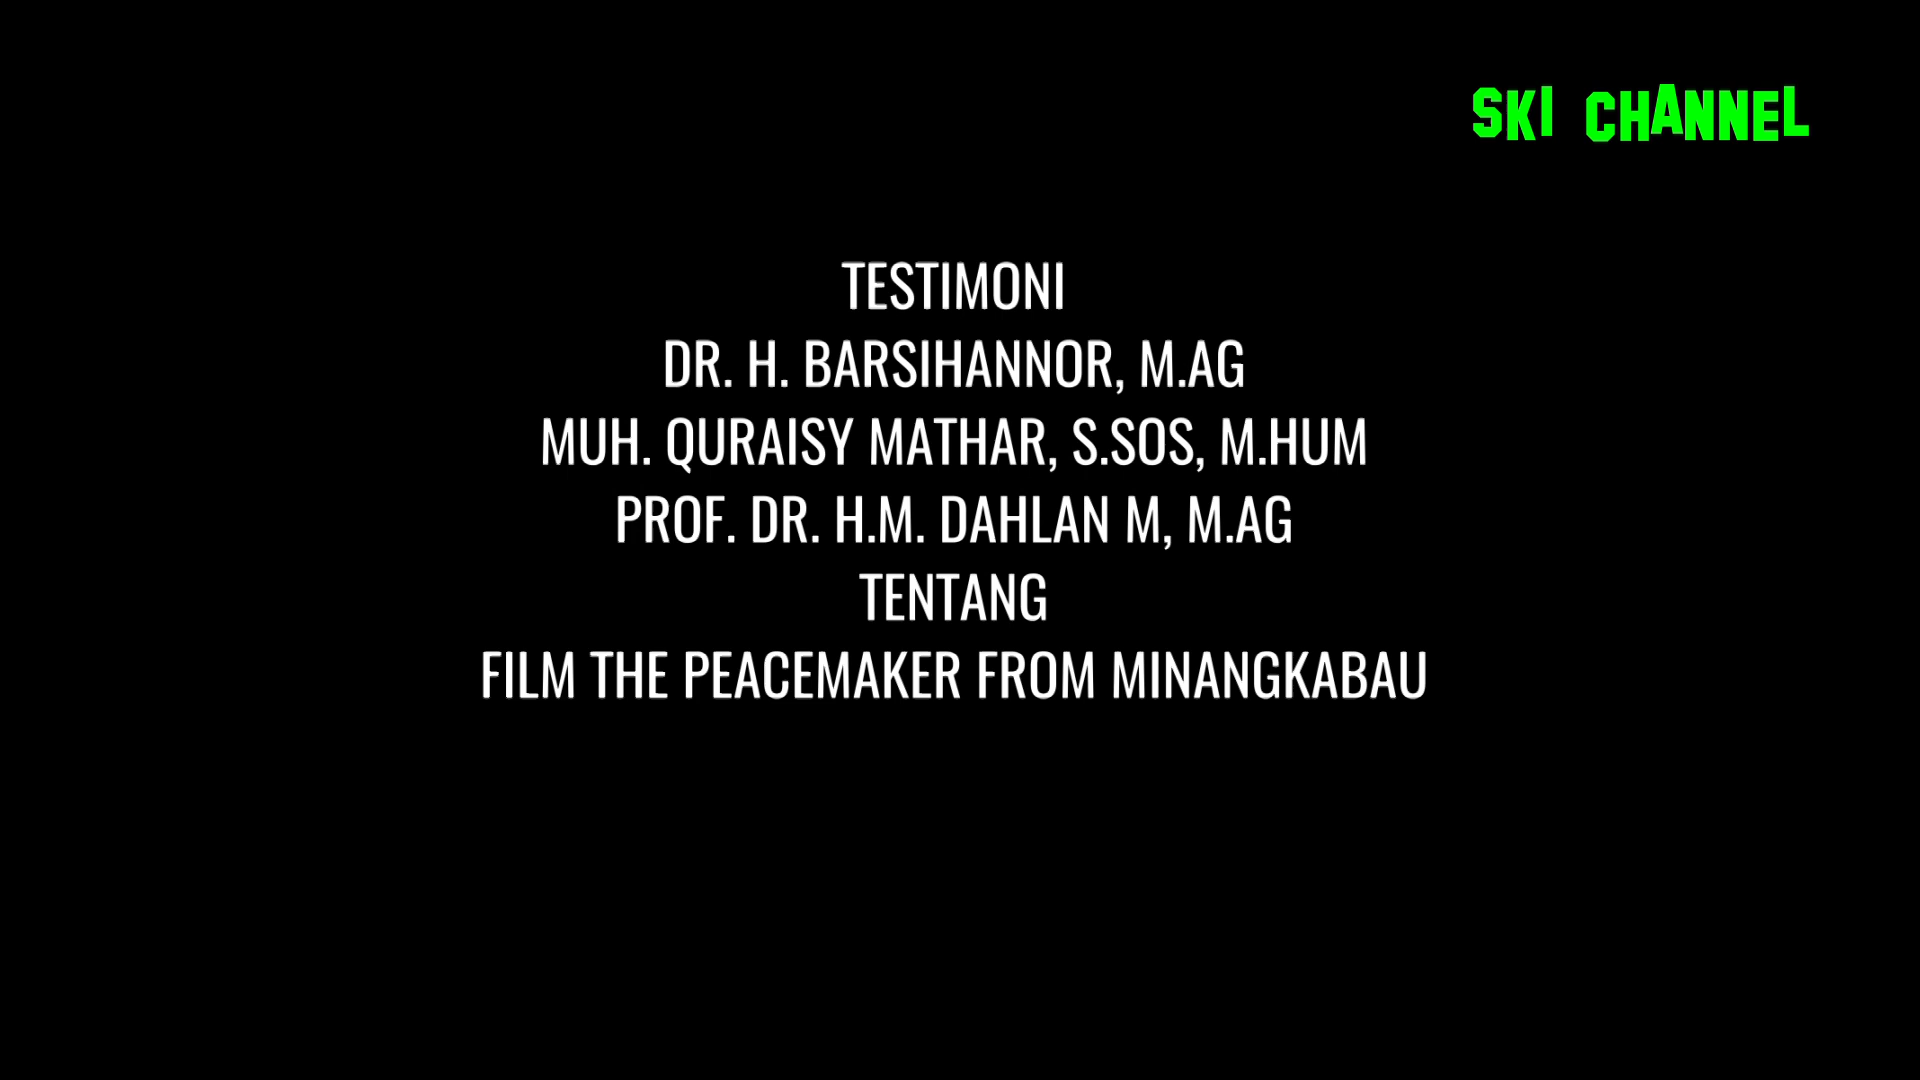 SKI CHANNEL
TESTIMONI
DR. H. BARSIHANNOR, M.AG
MUH. QURAISY MATHAR, S.SOS, M.HUM
PROF. DR. H.M. DAHLAN M, M.AG
TENTANG
FILM THE PEACEMAKER FROM MINANGKABAU